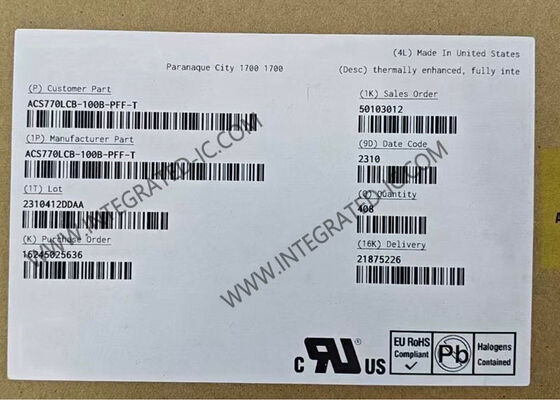 (4L) Made In United States
Paranaque City 1700 1700
(Desc) thermally enhanced, fully inte
(P) Customer Part
ACS770LCB-100B-PFF-T
(1K) Sales Order
50103012
(1P) Manufacturer Part
ACS770LCB-100B-PFF-T
(9D) Date Code
2310
(1T) Lot
2310412DDAA
(Q) Quantity
408
(K) Purchase Order
15245025636
(16K) Delivery
21875226
WWW.INTEGRATED-IC.COM
WWW.INTEGRATED-IC.COM
C RU US
EU RoHS
Compliant
Pb
Halogens
Contained